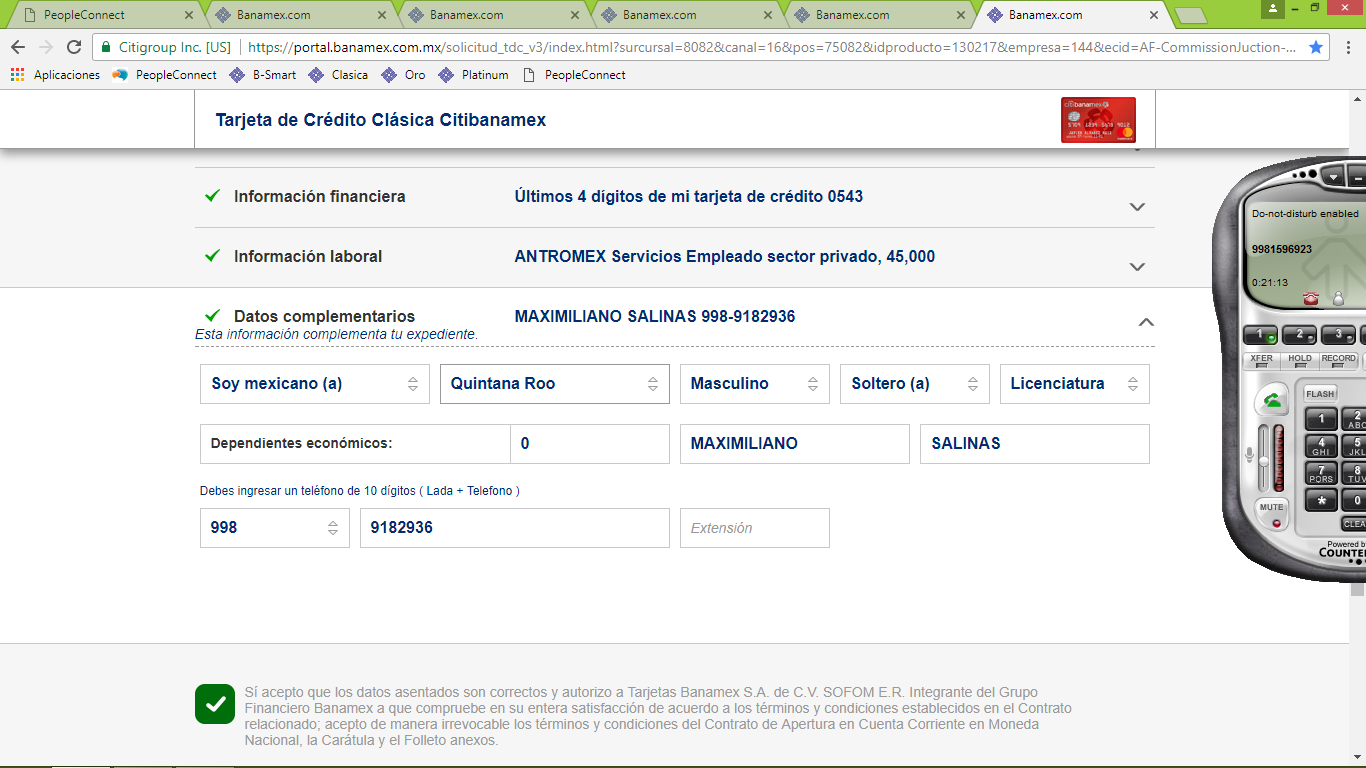 PeopleConnect
Banamex.com
Banamex.com
Banamex.com
Banamex.com
Banamex.com
Citigroup Inc. [US] https://portal.banamex.com.mx/solicitud_tdc_v3/index.html?sursursal=8082&canal=16&pos=75082&idproducto=130217&empresa=144&ecid=AF-CommissionJuction-...
Aplicaciones PeopleConnect B-Smart Clasica Oro Platinum PeopleConnect
Tarjeta de Crédito Clásica Citibanamex
citibanamex
Información financiera Últimos 4 dígitos de mi tarjeta de crédito 0543
Información laboral ANTROMEX Servicios Empleado sector privado, 45,000
Datos complementarios MAXIMILIANO SALINAS 998-9182936
Esta información complementa tu expediente.
Soy mexicano (a) Quintana Roo Masculino Soltero (a) Licenciatura
Dependientes económicos: 0 MAXIMILIANO SALINAS
Debes ingresar un teléfono de 10 dígitos ( Lada + Telefono )
998 9182936 Extensión
Sí acepto que los datos asentados son correctos y autorizo a Tarjetas Banamex S.A. de C.V. SOFOM E.R. Integrante del Grupo
Financiero Banamex a que compruebe en su entera satisfacción de acuerdo a los términos y condiciones establecidos en el Contrato
relacionado; acepto de manera irrevocable los términos y condiciones del Contrato de Apertura en Cuenta Corriente en Moneda
Nacional, la Carátula y el Folleto anexos.
Do-not-disturb enabled
9981596923
0:21:13
1 2 3
XFER HOLD RECORD
FLASH
1 2
ABC
4 5
GHI JKL
7 8
PQRS TUV
* 0
MUTE
CLEA
Powered by
COUNTE